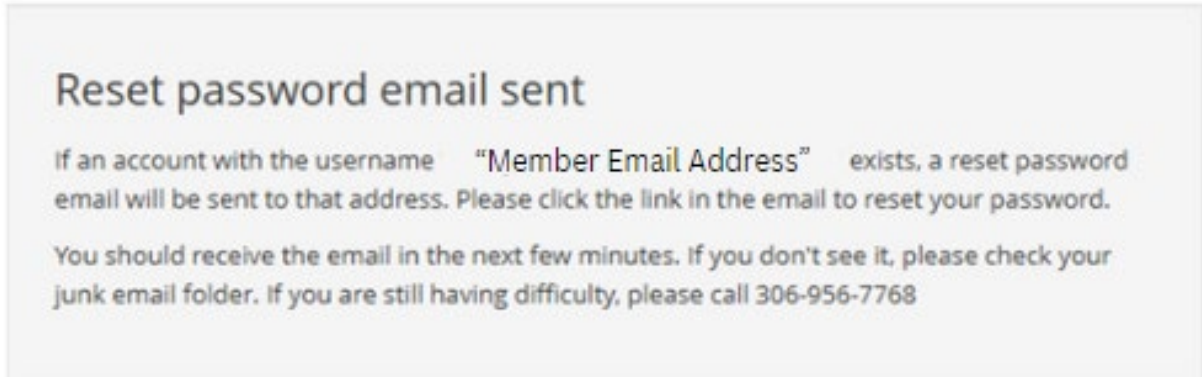 Reset password email sent
If an account with the username “Member Email Address” exists, a reset password
email will be sent to that address. Please click the link in the email to reset your password.
You should receive the email in the next few minutes. If you don't see it, please check your
junk email folder. If you are still having difficulty, please call 306-956-7768